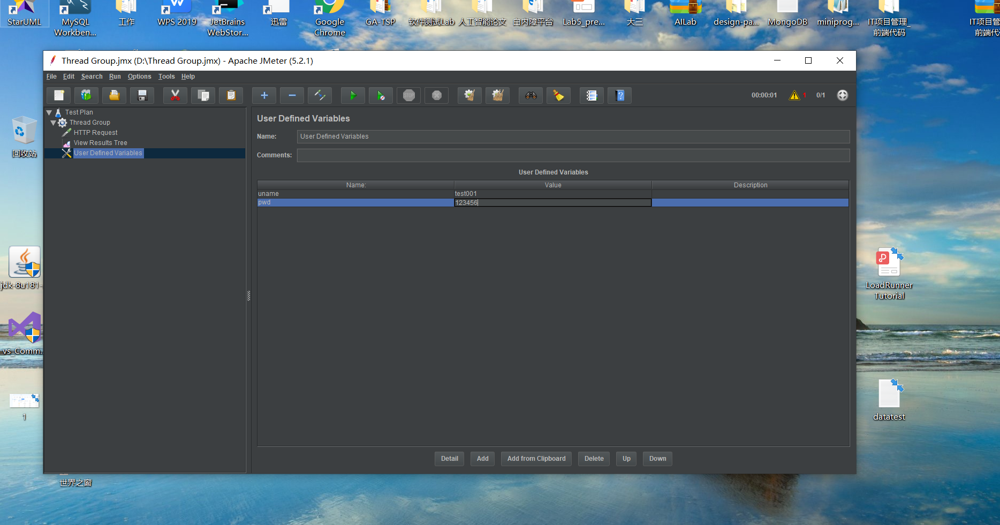 StarUML
MySQL
Workben...
工作
WPS 2019
JetBrains
WebStor...
迅雷
Google
Chrome
GA-TSP
软件测试Lab
人工智能论文
白内障平台
Lab5_pre...
大三
AILab
design-pa...
MongoDB
miniprog...
IT项目管理_
前端代码
IT项目管
前端代
Thread Group.jmx (D:\Thread Group.jmx) - Apache JMeter (5.2.1)
File Edit Search Run Options Tools Help
STOP
00:00:01 1 0/1
Test Plan
Thread Group
HTTP Request
View Results Tree
User Defined Variables
User Defined Variables
Name: User Defined Variables
Comments:
User Defined Variables
Name: Value Description
uname test001
pwd 123456
Detail Add Add from Clipboard Delete Up Down
回收站
jdk-8u181-
vs_Comm...
1
世界之窗
LoadRunner
Tutorial
datatest